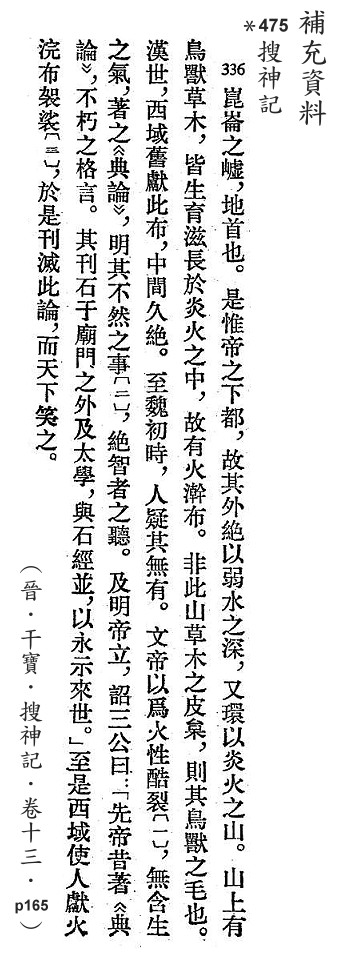 補充資料
*475
搜神記
336 崑崙之墟，地首也。是惟帝之下都，故其外絕以弱水之深，又環以炎火之山。山上有
鳥獸草木，皆生育滋長於炎火之中，故有火澣布。非此山草木之皮枲，則其鳥獸之毛也。
漢世，西域舊獻此布，中間久絕。至魏初時，人疑其無有。文帝以爲火性酷裂〔一〕，無含生
之氣，著之《典論》，明其不然之事〔二〕，絕智者之聽。及明帝立，詔三公曰：「先帝昔著《典
論》，不朽之格言。其刊石于廟門之外及太學，與石經並，以永示來世。」至是西域使人獻火
浣布袈裟〔三〕，於是刊滅此論，而天下笑之。
（晉．干寶．搜神記．卷十三．p165）